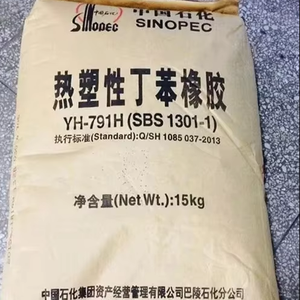 中国石化
SINOPEC
SINOPEC
热塑性丁苯橡胶
YH-791H (SBS 1301-1)
执行标准(Standard):Q/SH 1085 037-2013
净含量(Net Wt.):15kg
中国石化集团资产经营管理有限公司巴陵石化分公司